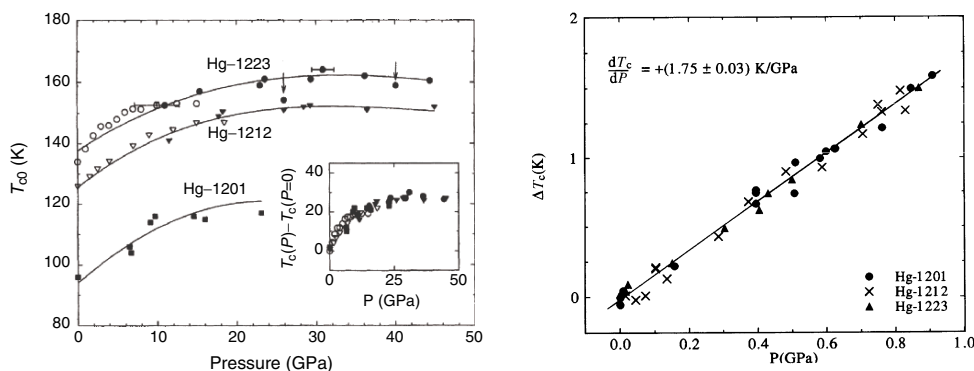 180
160
140
120
100
80
T_c0 (K)
Hg–1223
Hg–1212
Hg–1201
40
20
0
T_c(P)–T_c(P=0)
0
25
50
P (GPa)
0
10
20
30
40
50
Pressure (GPa)
2
1
0
ΔT_c(K)
dT_c/dP = +(1.75 ± 0.03) K/GPa
Hg-1201
Hg-1212
Hg-1223
0.0
0.2
0.4
0.6
0.8
1.0
P(GPa)